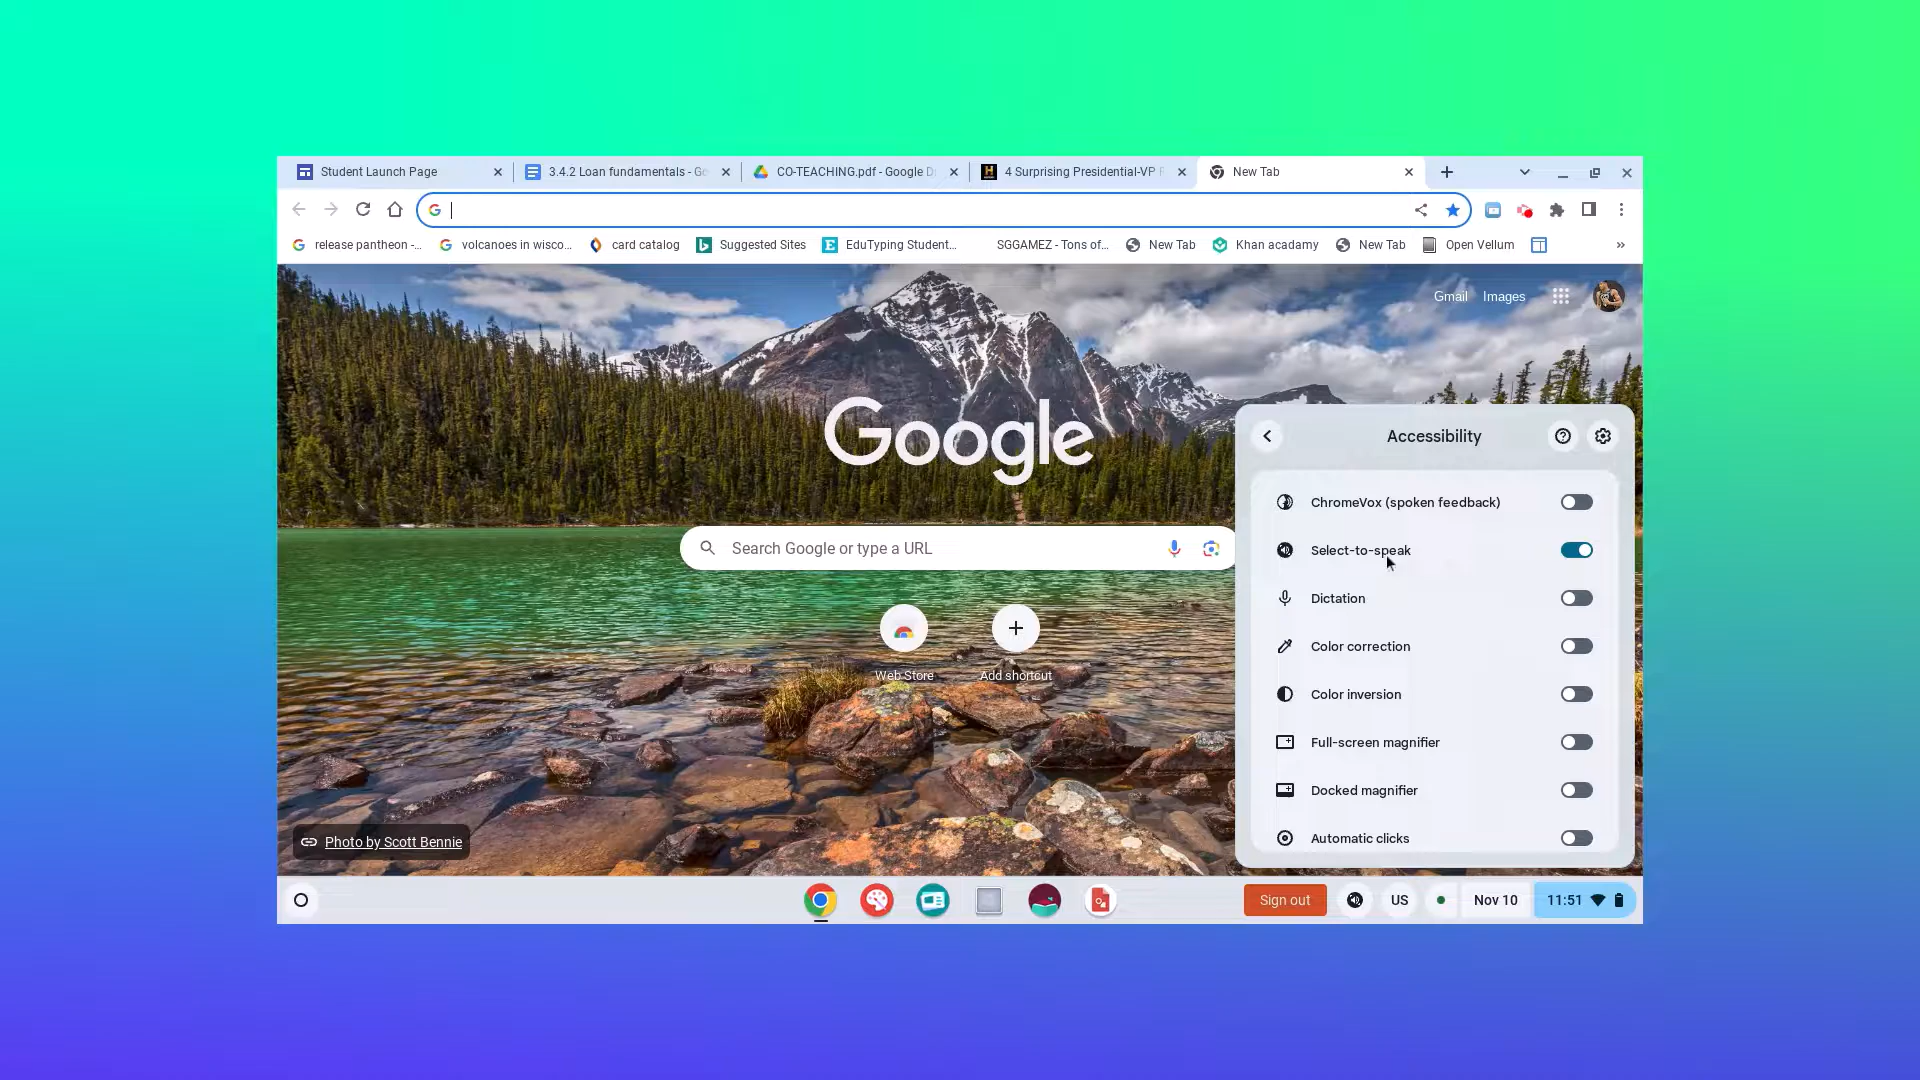 Student Launch Page
3.4.2 Loan fundamentals - Go
CO-TEACHING.pdf - Google D
4 Surprising Presidential-VP R
New Tab
release pantheon -...
volcanoes in wisco...
card catalog
Suggested Sites
EduTyping Student...
SGGAMEZ - Tons of...
New Tab
Khan acadamy
New Tab
Open Vellum
»
Gmail
Images
Google
Search Google or type a URL
Web Store
Add shortcut
Photo by Scott Bennie
Accessibility
ChromeVox (spoken feedback)
Select-to-speak
Dictation
Color correction
Color inversion
Full-screen magnifier
Docked magnifier
Automatic clicks
Sign out
US
Nov 10
11:51